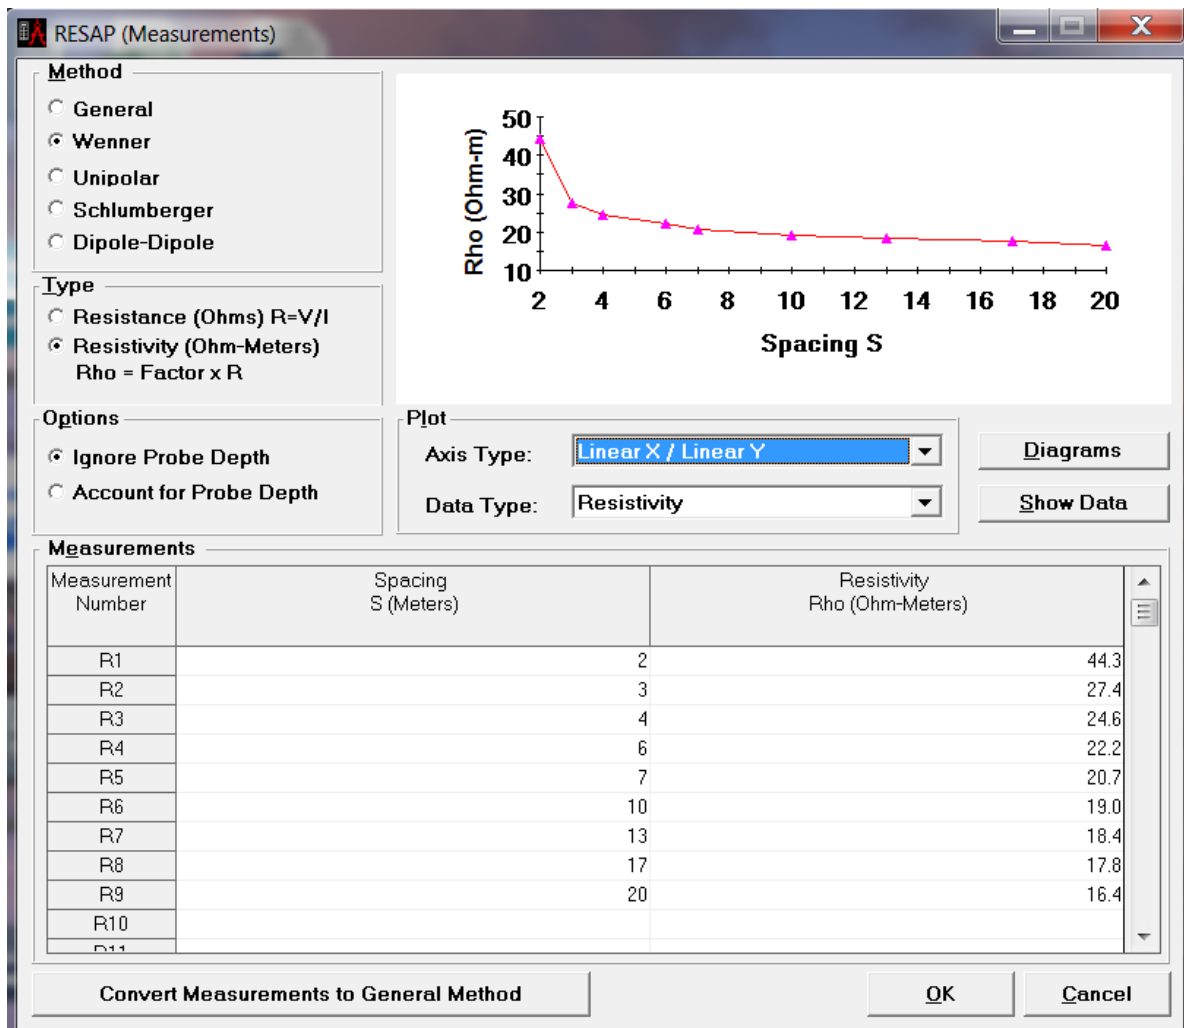 RESAP (Measurements)
Method
General
Wenner
Unipolar
Schlumberger
Dipole-Dipole
Type
Resistance (Ohms) R=V/I
Resistivity (Ohm-Meters)
Rho = Factor x R
Options
Ignore Probe Depth
Account for Probe Depth
Rho (Ohm-m)
50
40
30
20
10
2 4 6 8 10 12 14 16 18 20
Spacing S
Plot
Axis Type: Linear X / Linear Y
Data Type: Resistivity
Diagrams
Show Data
Measurements
Measurement Number Spacing S (Meters) Resistivity Rho (Ohm-Meters)
R1 2 44.3
R2 3 27.4
R3 4 24.6
R4 6 22.2
R5 7 20.7
R6 10 19.0
R7 13 18.4
R8 17 17.8
R9 20 16.4
R10
R11
Convert Measurements to General Method
OK
Cancel